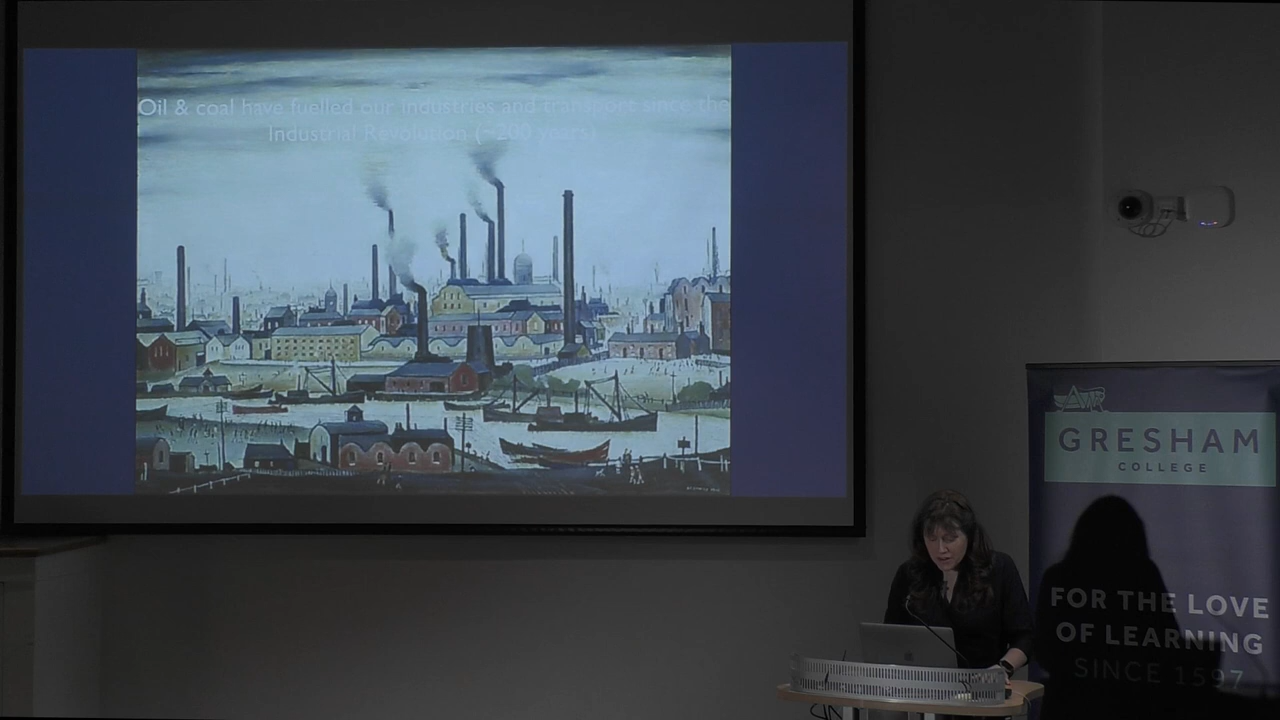 Oil & coal have fuelled our industries and transport since the
Industrial Revolution (~200 years)
GRESHAM
COLLEGE
FOR THE LOVE
OF LEARNING
SINCE 1597